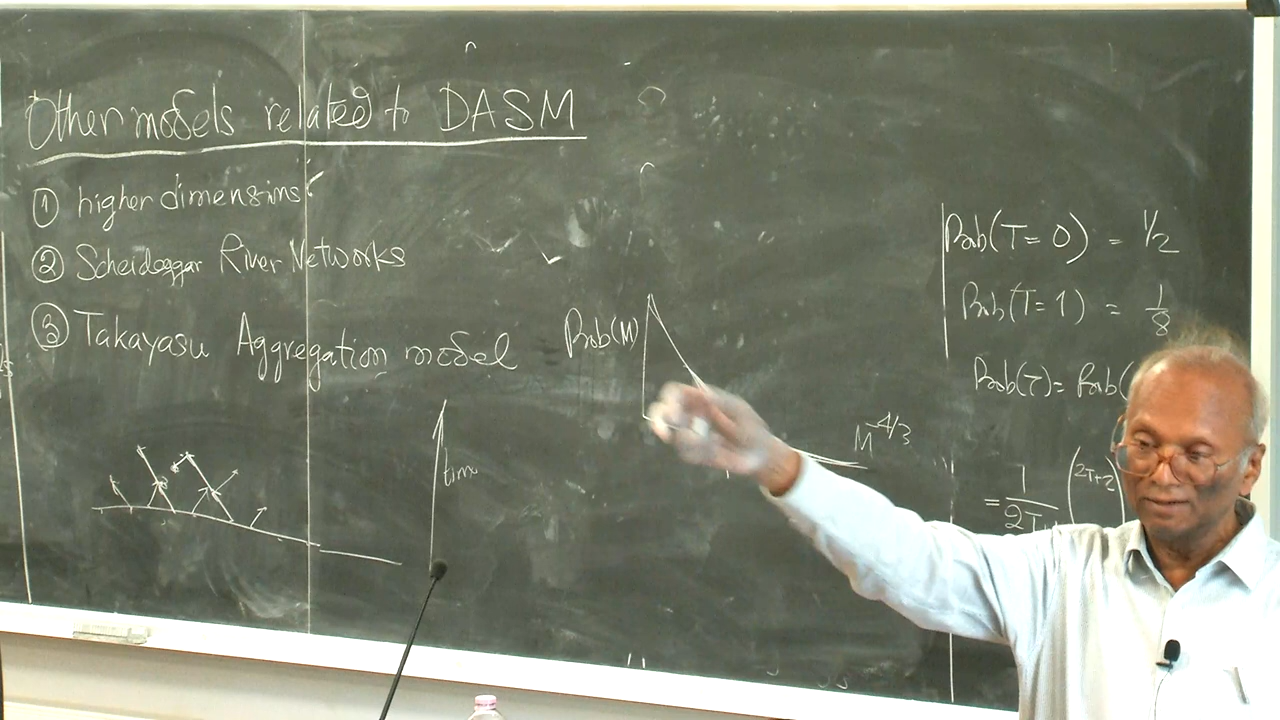 Other models related to DASM
① higher dimensions
② Scheideggar River Networks
③ Takayasu Aggregation model
time
Prob(M)
M^{-4/3}
Prob(T=0) = 1/2
Prob(T=1) = 1/8
Prob(T) = Prob(
= 1/2T+ (2T+2